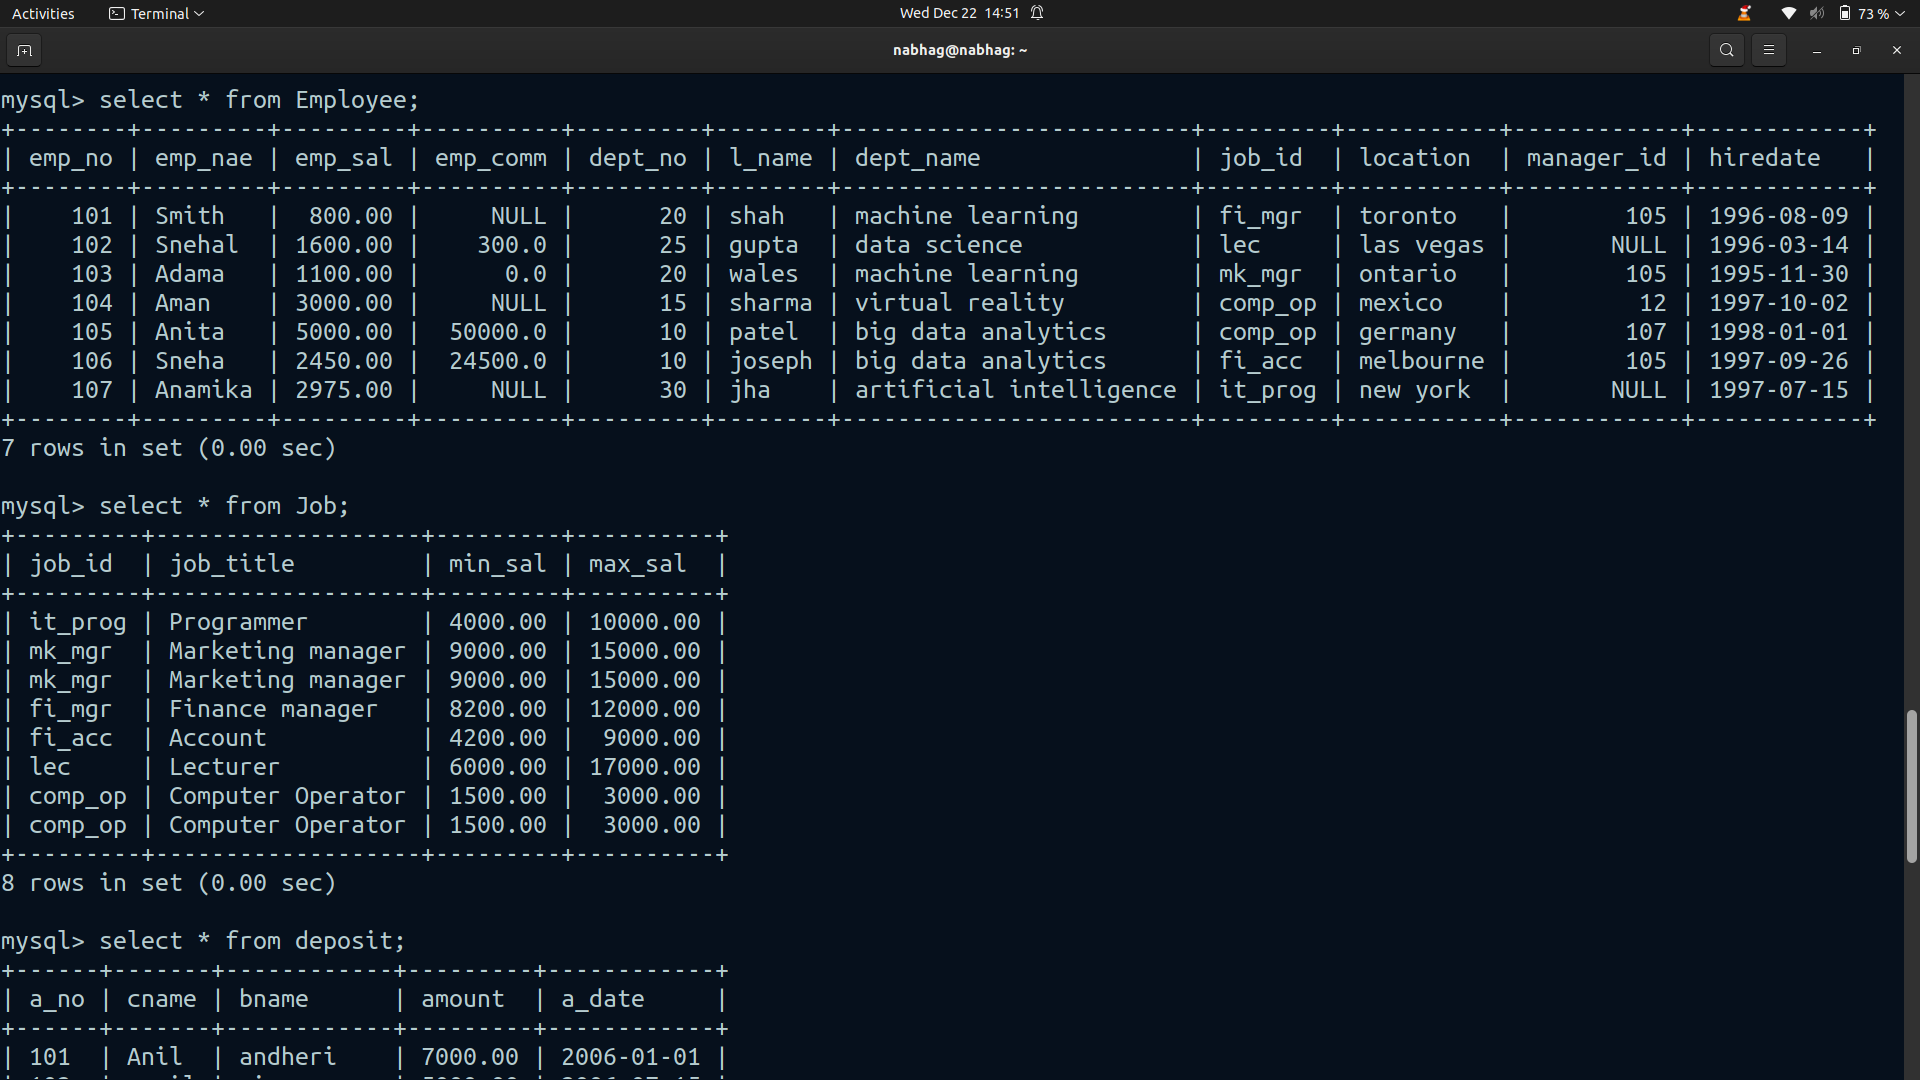 Activities Terminal Wed Dec 22 14:51 73 %
nabhag@nabhag: ~
mysql> select * from Employee;
+--------+---------+---------+----------+---------+--------+-------------------------+---------+-----------+------------+------------+
| emp_no | emp_nae | emp_sal | emp_comm | dept_no | l_name | dept_name               | job_id  | location  | manager_id | hiredate   |
+--------+---------+---------+----------+---------+--------+-------------------------+---------+-----------+------------+------------+
|    101 | Smith   |  800.00 |     NULL |      20 | shah   | machine learning        | fi_mgr  | toronto   |        105 | 1996-08-09 |
|    102 | Snehal  | 1600.00 |    300.0 |      25 | gupta  | data science            | lec     | las vegas |       NULL | 1996-03-14 |
|    103 | Adama   | 1100.00 |      0.0 |      20 | wales  | machine learning        | mk_mgr  | ontario   |        105 | 1995-11-30 |
|    104 | Aman    | 3000.00 |     NULL |      15 | sharma | virtual reality         | comp_op | mexico    |         12 | 1997-10-02 |
|    105 | Anita   | 5000.00 |  50000.0 |      10 | patel  | big data analytics      | comp_op | germany   |        107 | 1998-01-01 |
|    106 | Sneha   | 2450.00 |  24500.0 |      10 | joseph | big data analytics      | fi_acc  | melbourne |        105 | 1997-09-26 |
|    107 | Anamika | 2975.00 |     NULL |      30 | jha    | artificial intelligence | it_prog | new york  |       NULL | 1997-07-15 |
+--------+---------+---------+----------+---------+--------+-------------------------+---------+-----------+------------+------------+
7 rows in set (0.00 sec)
mysql> select * from Job;
+---------+-------------------+---------+----------+
| job_id  | job_title         | min_sal | max_sal  |
+---------+-------------------+---------+----------+
| it_prog | Programmer        | 4000.00 | 10000.00 |
| mk_mgr  | Marketing manager | 9000.00 | 15000.00 |
| mk_mgr  | Marketing manager | 9000.00 | 15000.00 |
| fi_mgr  | Finance manager   | 8200.00 | 12000.00 |
| fi_acc  | Account           | 4200.00 |  9000.00 |
| lec     | Lecturer          | 6000.00 | 17000.00 |
| comp_op | Computer Operator | 1500.00 |  3000.00 |
| comp_op | Computer Operator | 1500.00 |  3000.00 |
+---------+-------------------+---------+----------+
8 rows in set (0.00 sec)
mysql> select * from deposit;
+------+-------+------------+---------+------------+
| a_no | cname | bname      | amount  | a_date     |
+------+-------+------------+---------+------------+
| 101  | Anil  | andheri    | 7000.00 | 2006-01-01 |